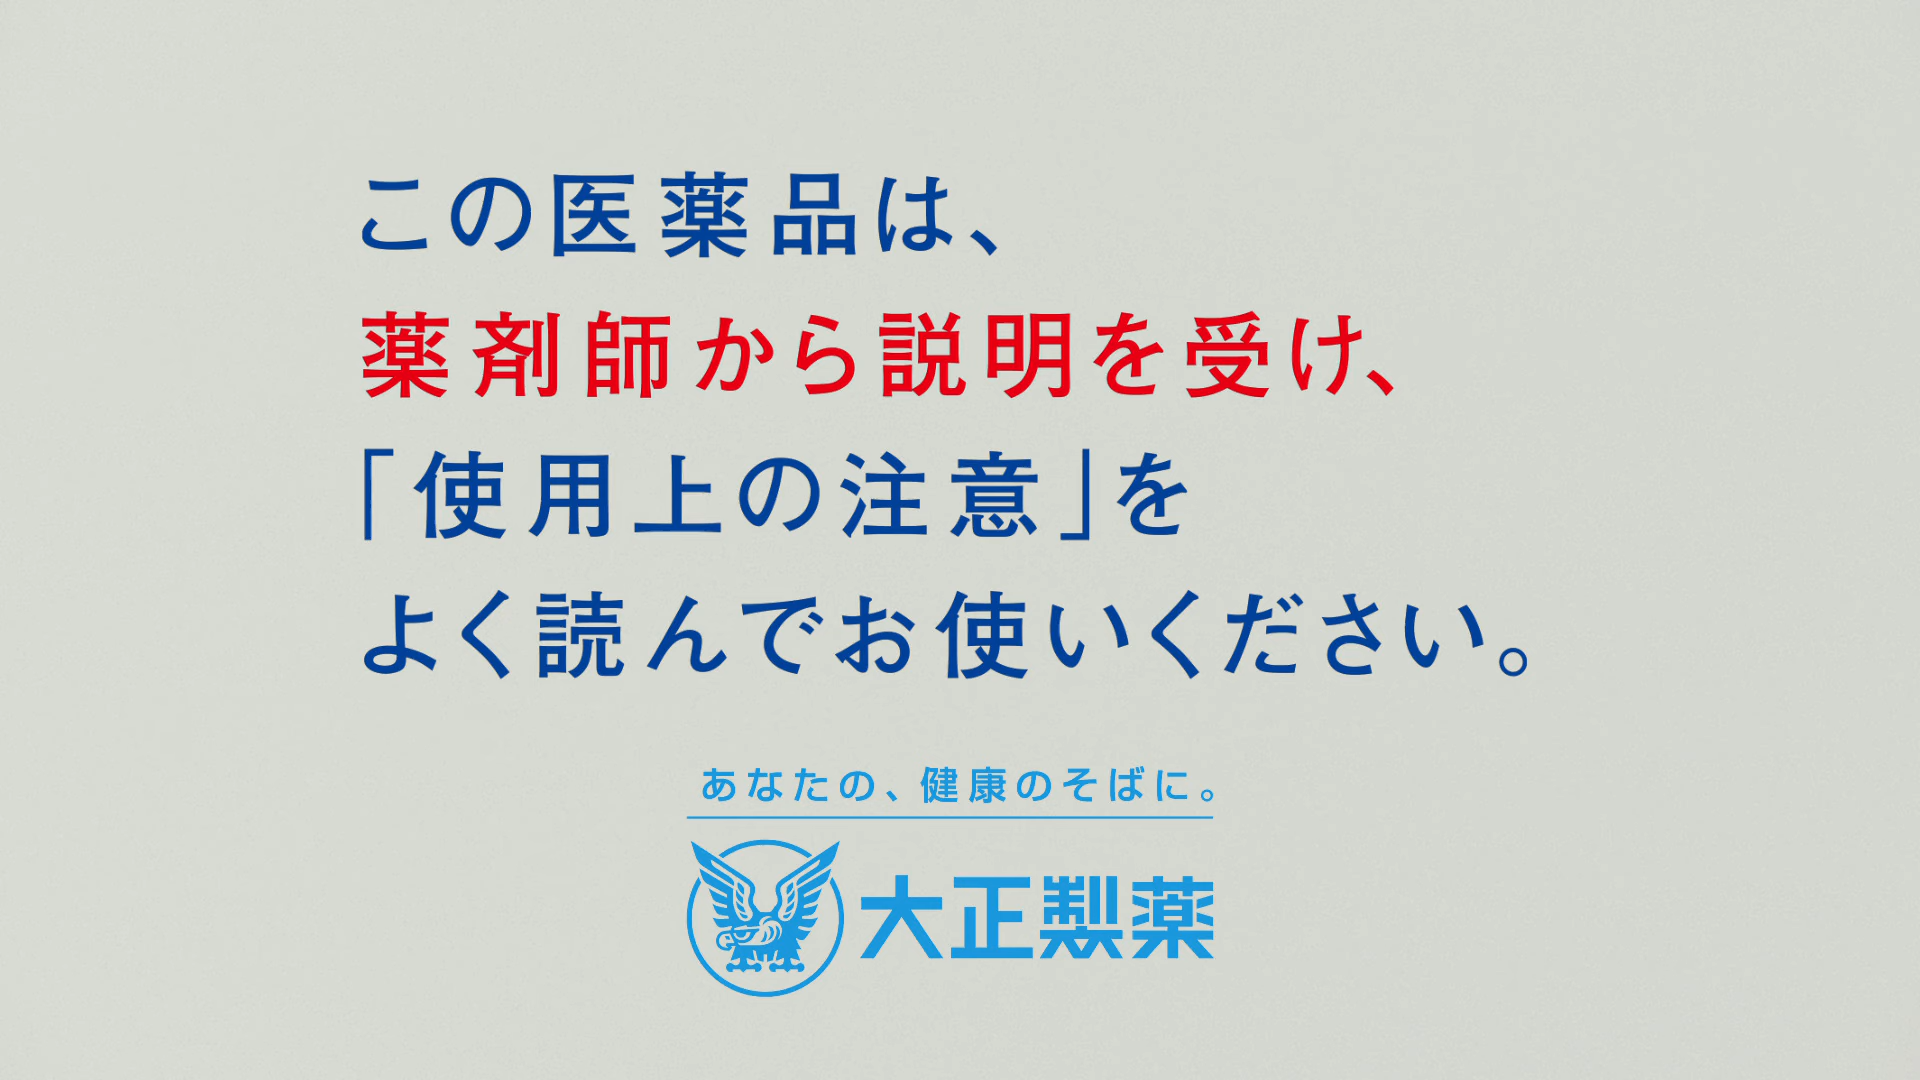 この医薬品は、
薬剤師から説明を受け、
「使用上の注意」を
よく読んでお使いください。
あなたの、健康のそばに。
大正製薬